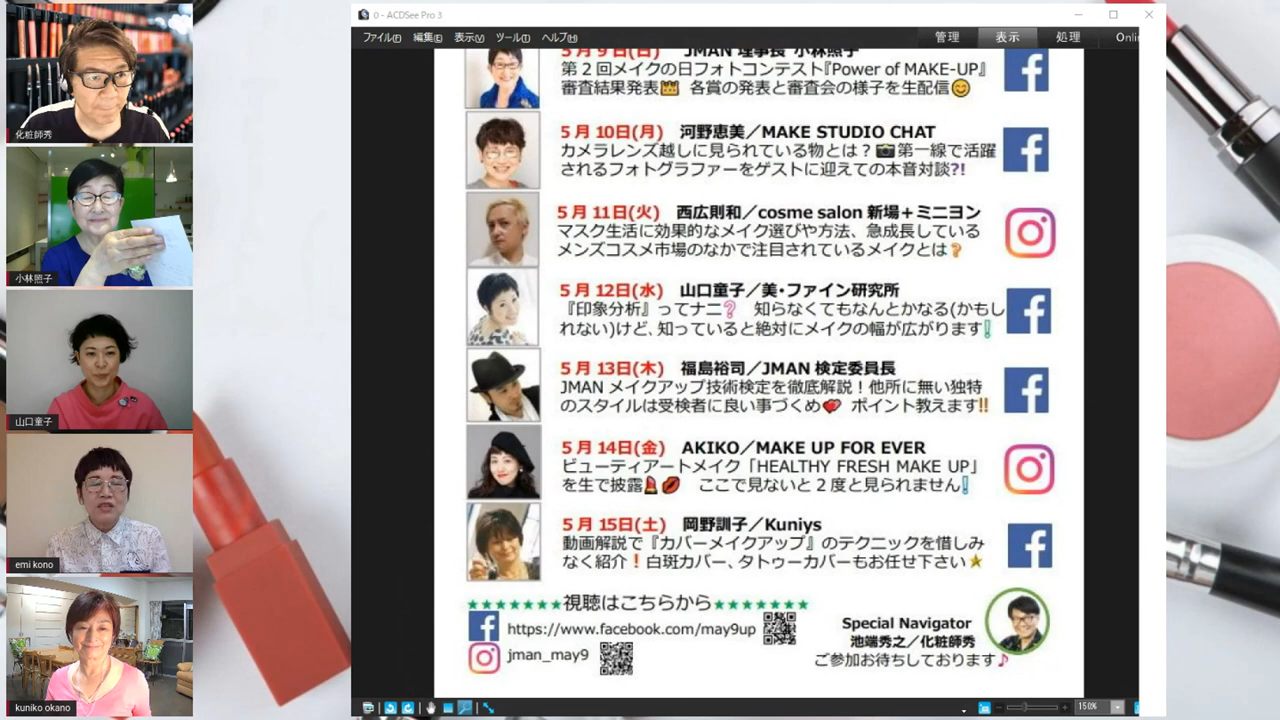 化粧師秀
小林照子
山口童子
emi kono
kuniko okano
0 - ACDSee Pro 3
ファイル(F) 編集(E) 表示(V) ツール(T) ヘルプ(H)
管理 表示 処理 Onli
5月9日(日) JMAN 理事長 小林照子
第2回メイクの日フォトコンテスト『Power of MAKE-UP』
審査結果発表👑 各賞の発表と審査会の様子を生配信😊
5月10日(月) 河野恵美／MAKE STUDIO CHAT
カメラレンズ越しに見られている物とは？📸第一線で活躍
されるフォトグラファーをゲストに迎えての本音対談?!
5月11日(火) 西広則和／cosme salon 新場＋ミニヨン
マスク生活に効果的なメイク選びや方法、急成長している
メンズコスメ市場のなかで注目されているメイクとは?
5月12日(水) 山口童子／美・ファイン研究所
『印象分析』ってナニ? 知らなくてもなんとかなる(かもし
れない)けど、知っていると絶対にメイクの幅が広がります!
5月13日(木) 福島裕司／JMAN 検定委員長
JMAN メイクアップ技術検定を徹底解説！他所に無い独特
のスタイルは受検者に良い事づくめ❤ ポイント教えます!!
5月14日(金) AKIKO／MAKE UP FOR EVER
ビューティアートメイク「HEALTHY FRESH MAKE UP」
を生で披露💄💋 ここで見ないと2度と見られません!
5月15日(土) 岡野訓子／Kuniys
動画解説で『カバーメイクアップ』のテクニックを惜しみ
なく紹介！白斑カバー、タトゥーカバーもお任せ下さい★
★★★★★★★視聴はこちらから★★★★★★★
https://www.facebook.com/may9up
jman_may9
Special Navigator
池端秀之／化粧師秀
ご参加お待ちしております♪
150%